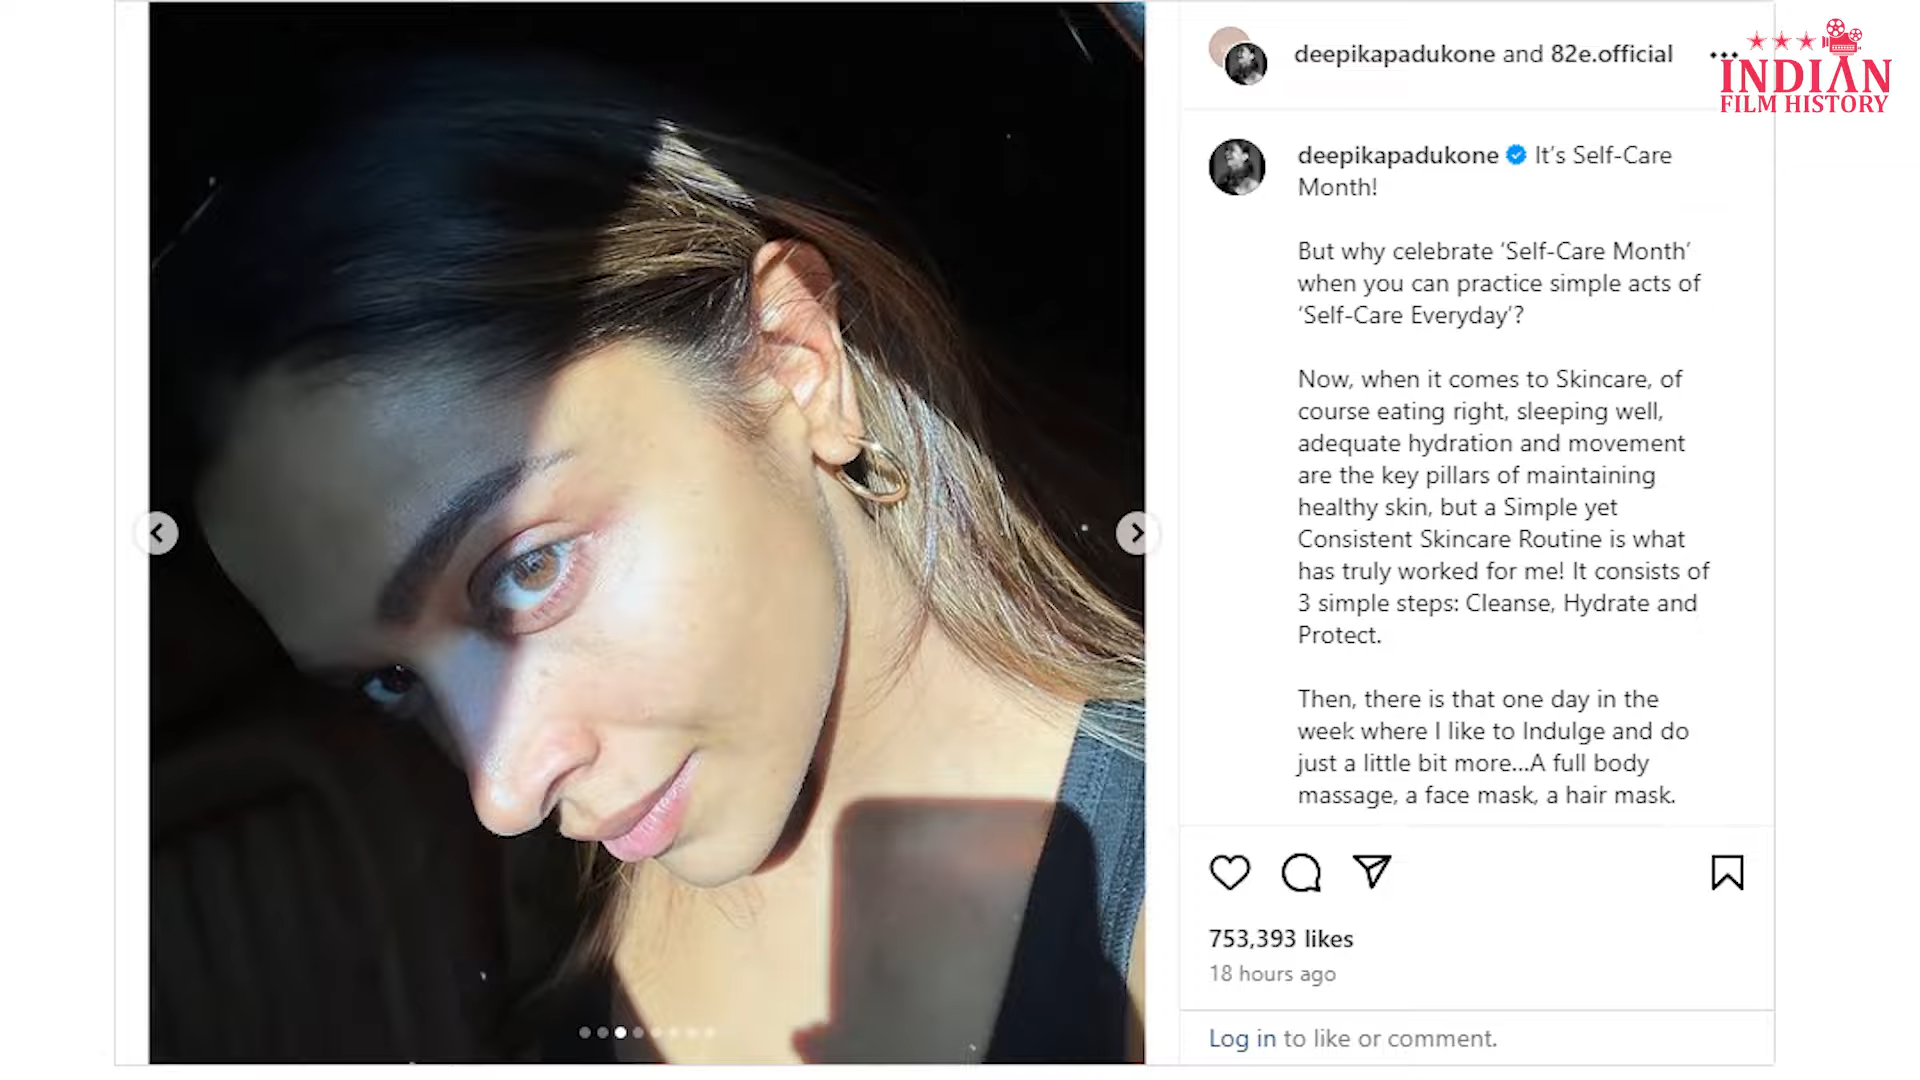 deepikapadukone and 82e.official
INDIAN
FILM HISTORY
deepikapadukone It’s Self-Care
Month!
But why celebrate ‘Self-Care Month’
when you can practice simple acts of
‘Self-Care Everyday’?
Now, when it comes to Skincare, of
course eating right, sleeping well,
adequate hydration and movement
are the key pillars of maintaining
healthy skin, but a Simple yet
Consistent Skincare Routine is what
has truly worked for me! It consists of
3 simple steps: Cleanse, Hydrate and
Protect.
Then, there is that one day in the
week where I like to Indulge and do
just a little bit more...A full body
massage, a face mask, a hair mask.
753,393 likes
18 hours ago
Log in to like or comment.